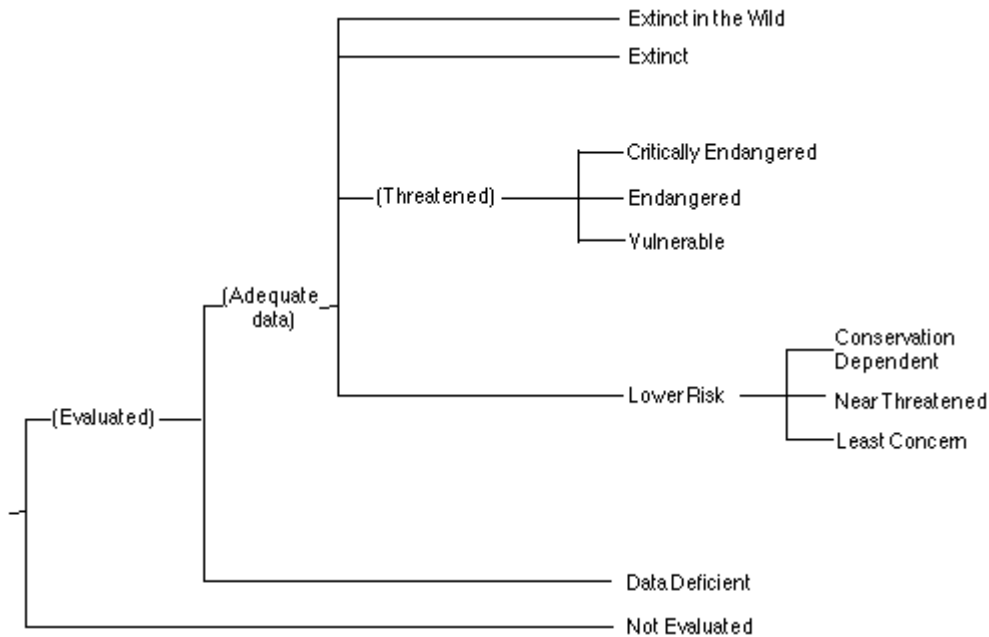 Extinct in the Wild
Extinct
Critically Endangered
(Threatened)
Endangered
Vulnerable
(Adequate
data)
Conservation
Dependent
Lower Risk
Near Threatened
Least Concern
(Evaluated)
Data Deficient
Not Evaluated